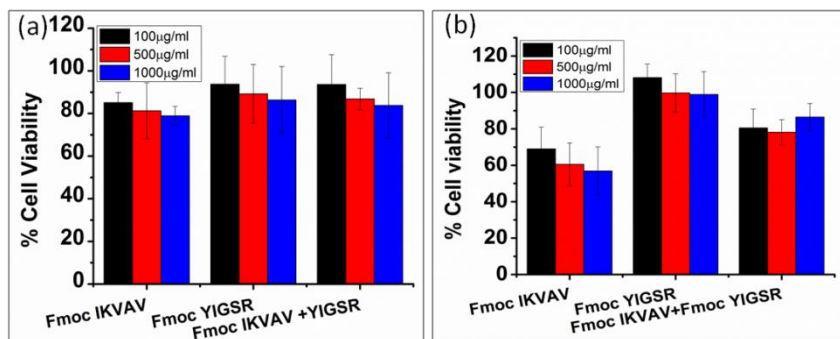 (a)
100μg/ml
500μg/ml
1000μg/ml
120
100
80
60
40
20
0
% Cell Viability
Fmoc IKVAV
Fmoc YIGSR
Fmoc IKVAV +YIGSR
(b)
100μg/ml
500μg/ml
1000μg/ml
120
100
80
60
40
20
0
% Cell viability
Fmoc IKVAV
Fmoc YIGSR
Fmoc IKVAV+Fmoc YIGSR